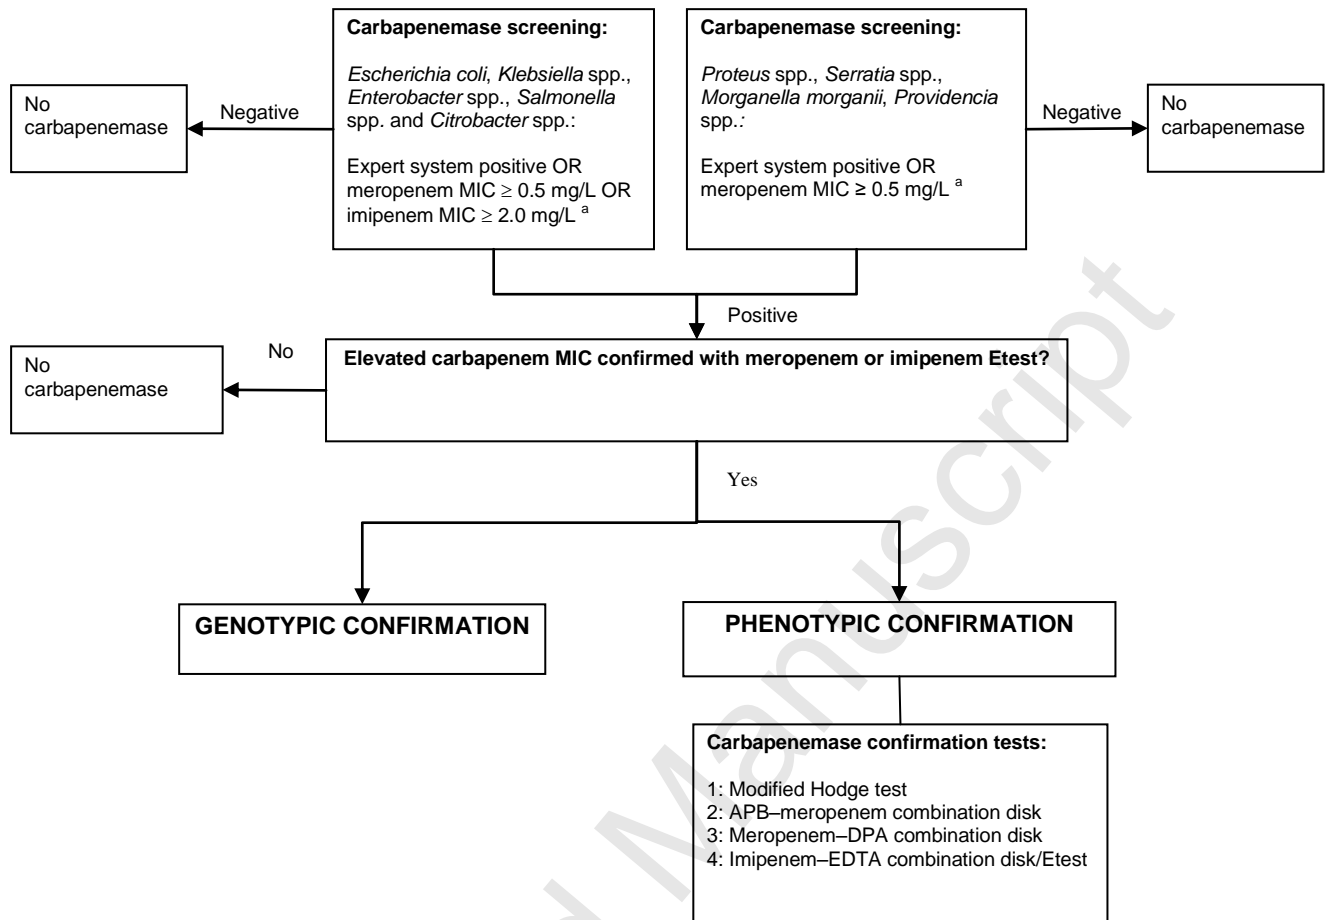 Carbapenemase screening:
Escherichia coli, Klebsiella spp.,
Enterobacter spp., Salmonella
spp. and Citrobacter spp.:
Expert system positive OR
meropenem MIC ≥ 0.5 mg/L OR
imipenem MIC ≥ 2.0 mg/L a
Carbapenemase screening:
Proteus spp., Serratia spp.,
Morganella morganii, Providencia
spp.:
Expert system positive OR
meropenem MIC ≥ 0.5 mg/L a
No
carbapenemase
Negative
Negative
No
carbapenemase
Positive
No
carbapenemase
No
Elevated carbapenem MIC confirmed with meropenem or imipenem Etest?
Yes
GENOTYPIC CONFIRMATION
PHENOTYPIC CONFIRMATION
Carbapenemase confirmation tests:
1: Modified Hodge test
2: APB–meropenem combination disk
3: Meropenem–DPA combination disk
4: Imipenem–EDTA combination disk/Etest
d Manuscript